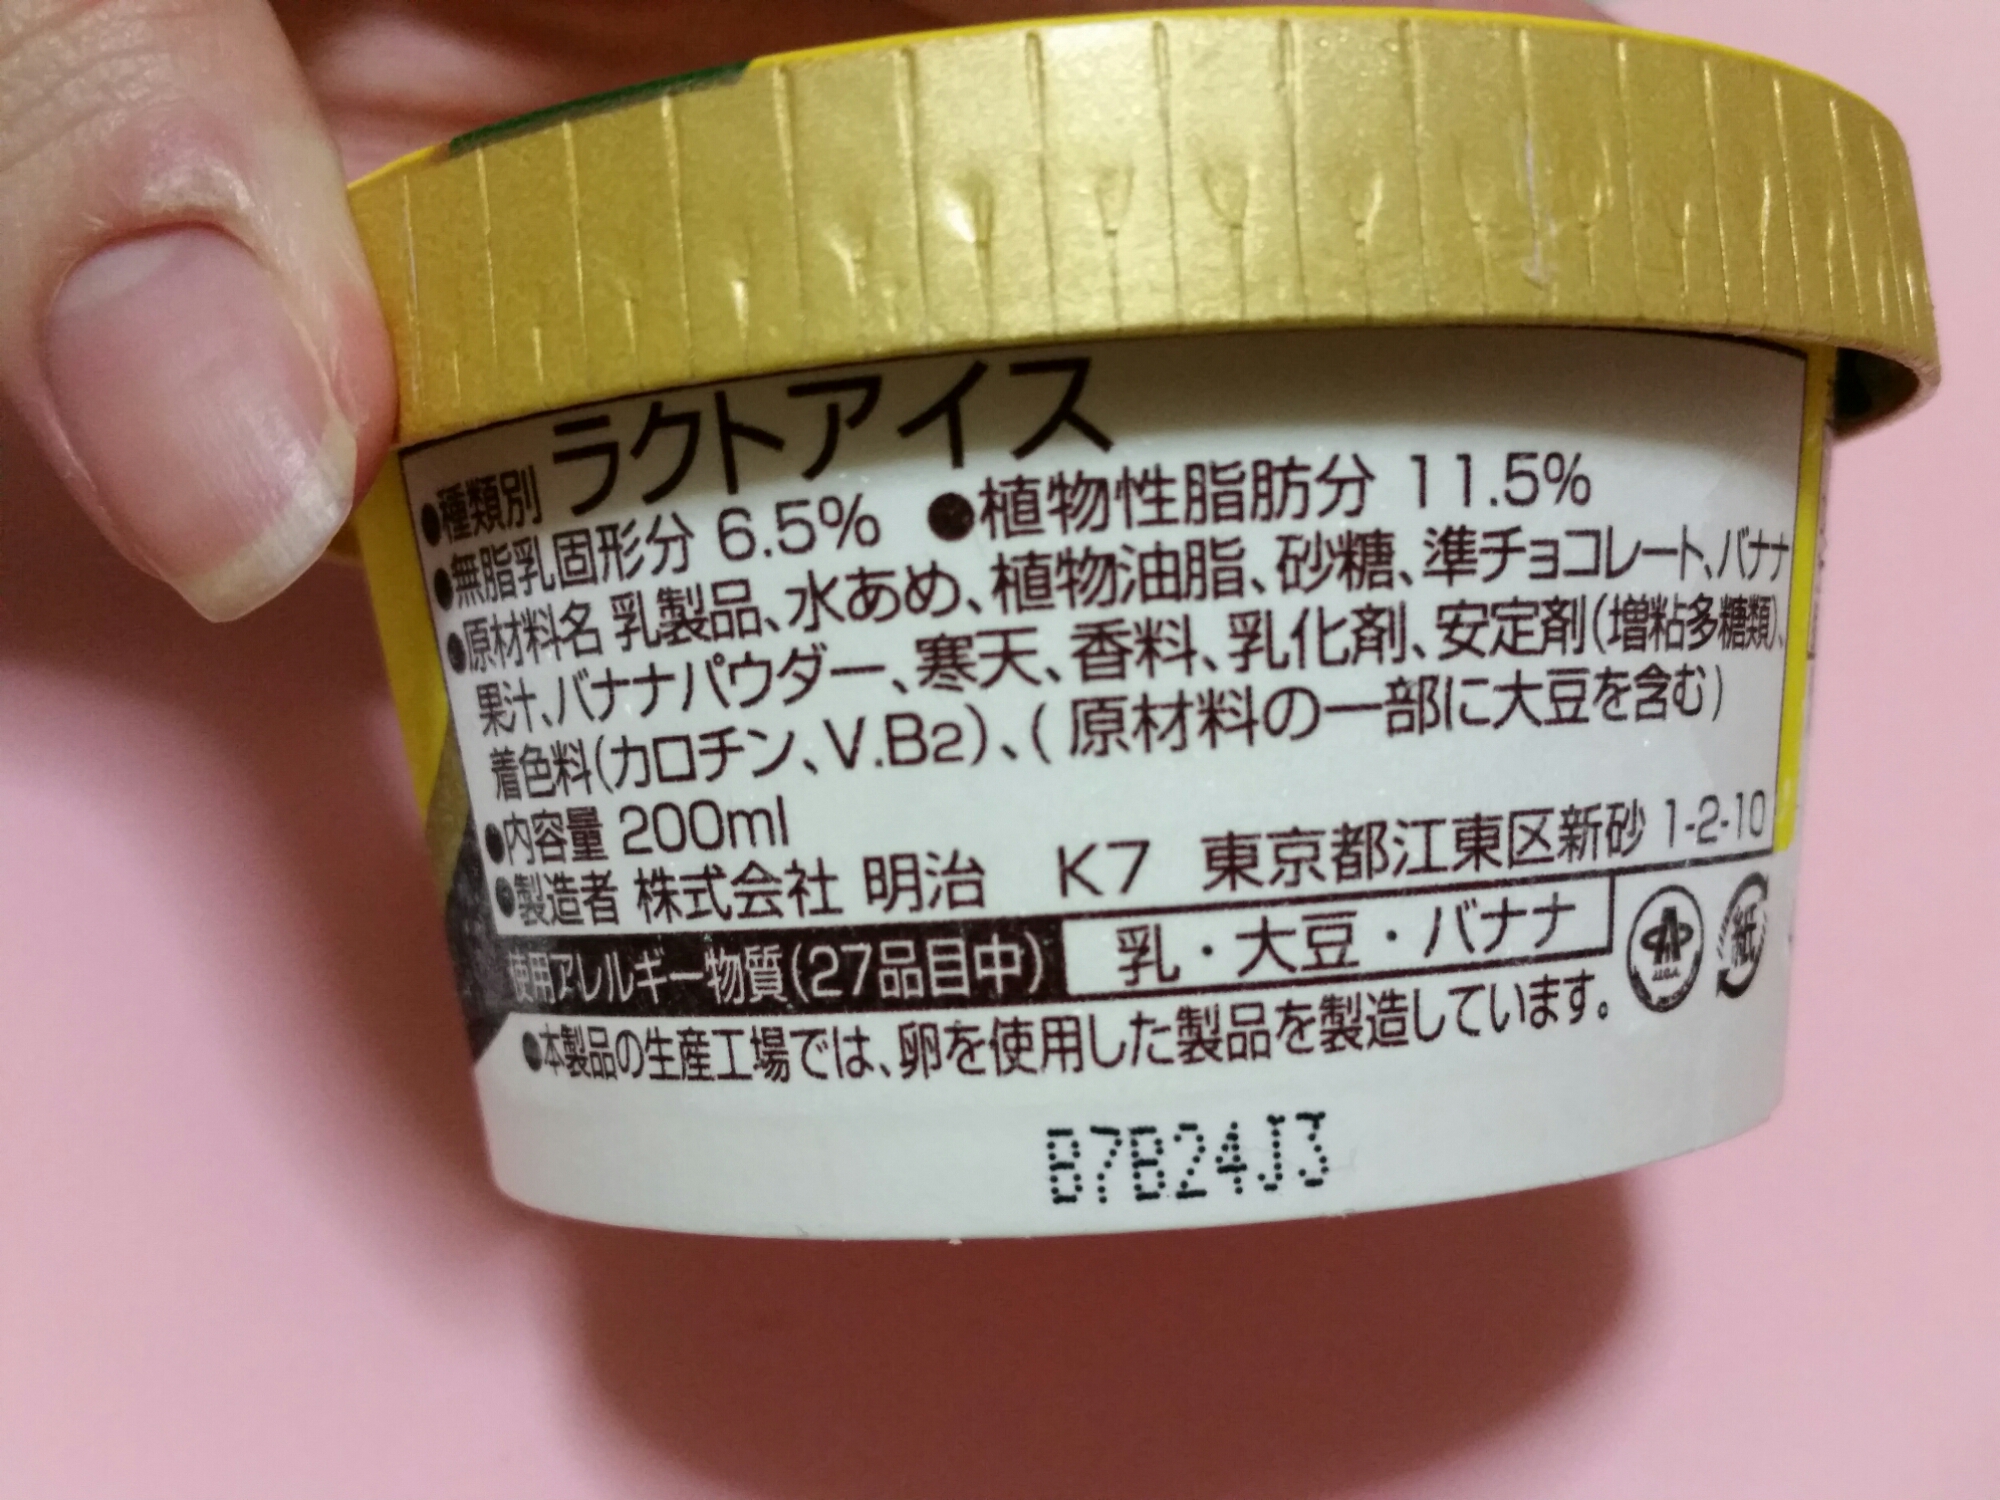 ●種類別 ラクトアイス
●無脂乳固形分 6.5% ●植物性脂肪分 11.5%
●原材料名 乳製品、水あめ、植物油脂、砂糖、準チョコレート、バナナ
果汁、バナナパウダー、寒天、香料、乳化剤、安定剤(増粘多糖類)、
着色料(カロチン、V.B2)、(原材料の一部に大豆を含む)
●内容量 200ml
●製造者 株式会社 明治 K7 東京都江東区新砂 1-2-10
使用アレルギー物質(27品目中) 乳・大豆・バナナ
紙
●本製品の生産工場では、卵を使用した製品を製造しています。
B7B24J3